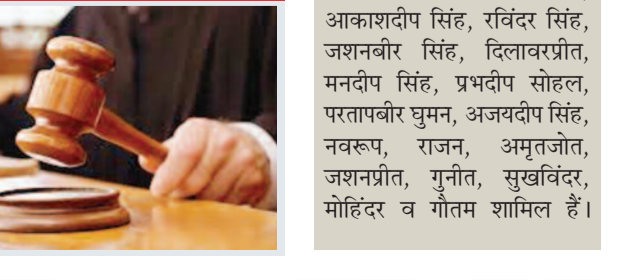 आकाशदीप सिंह, रविंदर सिंह,
जशनबीर सिंह, दिलावरप्रीत,
मनदीप सिंह, प्रभदीप सोहल,
परतापबीर घुमन, अजयदीप सिंह,
नवरूप, राजन, अमृतजोत,
जशनप्रीत, गुनीत, सुखविंदर,
मोहिंदर व गौतम शामिल हैं।